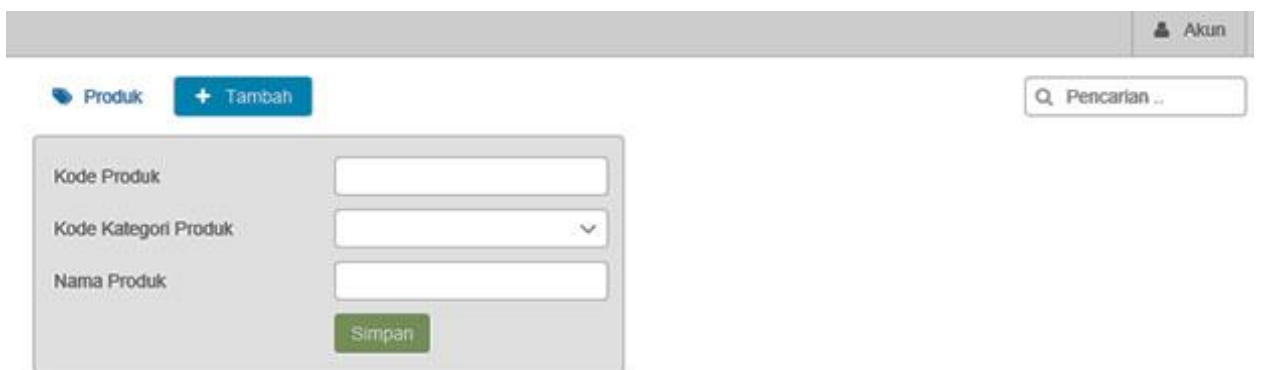 Akun
Produk + Tambah Pencarian ..
Kode Produk
Kode Kategori Produk
Nama Produk
Simpan